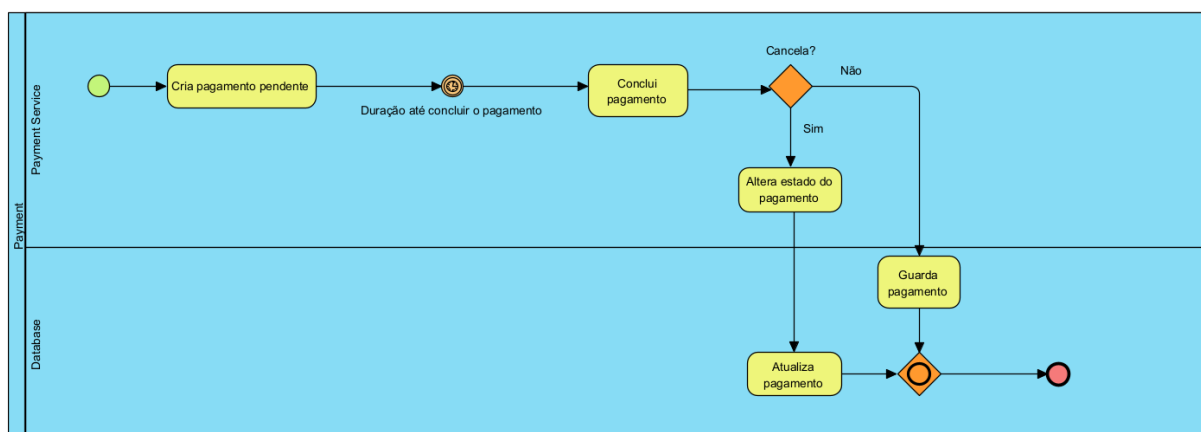 Payment
Payment Service
Cria pagamento pendente
Duração até concluir o pagamento
Conclui
pagamento
Cancela?
Não
Sim
Altera estado do
pagamento
Database
Guarda
pagamento
Atualiza
pagamento